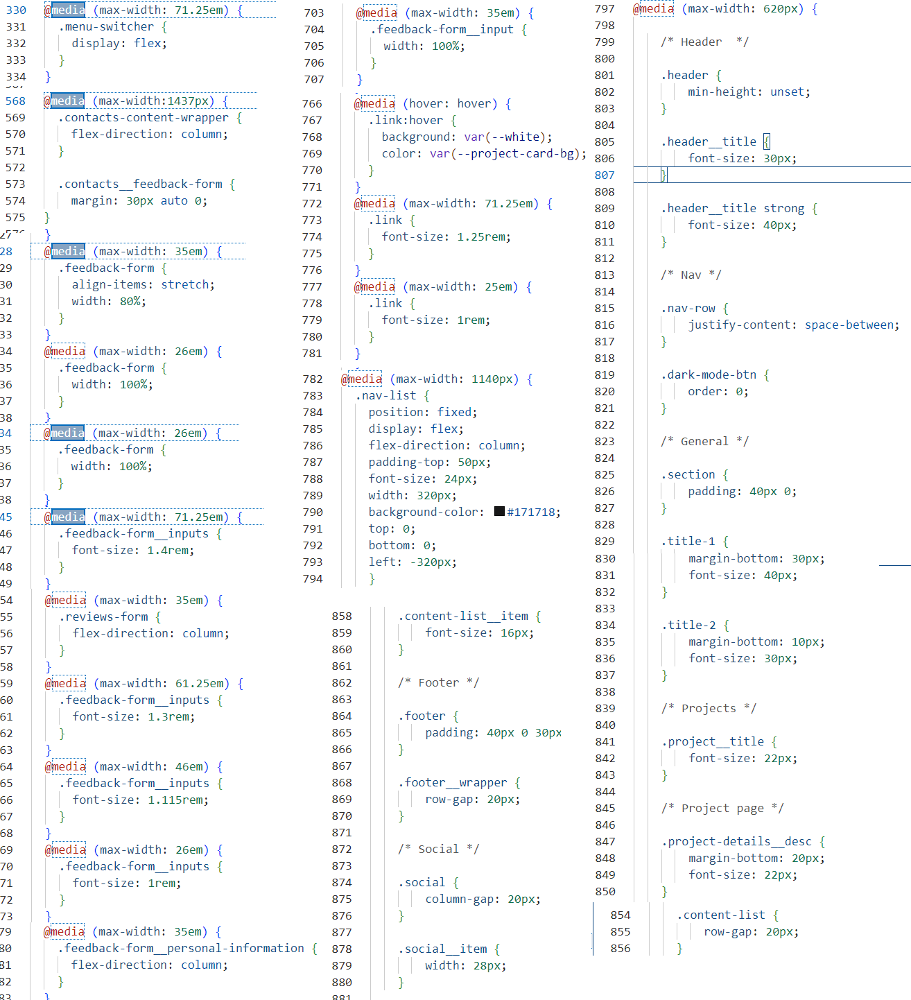 330 @media (max-width: 71.25em) {
331 .menu-switcher {
332 display: flex;
333 }
334 }
568 @media (max-width:1437px) {
569 .contacts-content-wrapper {
570 flex-direction: column;
571 }
572
573 .contacts__feedback-form {
574 margin: 30px auto 0;
575 }
}
28 @media (max-width: 35em) {
29 .feedback-form {
30 align-items: stretch;
31 width: 80%;
32 }
33 }
34 @media (max-width: 26em) {
35 .feedback-form {
36 width: 100%;
37 }
38 }
34 @media (max-width: 26em) {
35 .feedback-form {
36 width: 100%;
37 }
38 }
45 @media (max-width: 71.25em) {
46 .feedback-form__inputs {
47 font-size: 1.4rem;
48 }
49 }
54 @media (max-width: 35em) {
55 .reviews-form {
56 flex-direction: column;
57 }
58 }
59 @media (max-width: 61.25em) {
60 .feedback-form__inputs {
61 font-size: 1.3rem;
62 }
63 }
64 @media (max-width: 46em) {
65 .feedback-form__inputs {
66 font-size: 1.115rem;
67 }
68 }
69 @media (max-width: 26em) {
70 .feedback-form__inputs {
71 font-size: 1rem;
72 }
73 }
79 @media (max-width: 35em) {
80 .feedback-form__personal-information {
81 flex-direction: column;
82 }
83 }
703 @media (max-width: 35em) {
704 .feedback-form__input {
705 width: 100%;
706 }
707 }
766 @media (hover: hover) {
767 .link:hover {
768 background: var(--white);
769 color: var(--project-card-bg);
770 }
771 }
772 @media (max-width: 71.25em) {
773 .link {
774 font-size: 1.25rem;
775 }
776 }
777 @media (max-width: 25em) {
778 .link {
779 font-size: 1rem;
780 }
781 }
782 @media (max-width: 1140px) {
783 .nav-list {
784 position: fixed;
785 display: flex;
786 flex-direction: column;
787 padding-top: 50px;
788 font-size: 24px;
789 width: 320px;
790 background-color: #171718;
791 top: 0;
792 bottom: 0;
793 left: -320px;
794 }
797 @media (max-width: 620px) {
798
799 /* Header */
800
801 .header {
802 min-height: unset;
803 }
804
805 .header__title {
806 font-size: 30px;
807 }
808
809 .header__title strong {
810 font-size: 40px;
811 }
812
813 /* Nav */
814
815 .nav-row {
816 justify-content: space-between;
817 }
818
819 .dark-mode-btn {
820 order: 0;
821 }
822
823 /* General */
824
825 .section {
826 padding: 40px 0;
827 }
828
829 .title-1 {
830 margin-bottom: 30px;
831 font-size: 40px;
832 }
833
834 .title-2 {
835 margin-bottom: 10px;
836 font-size: 30px;
837 }
838
839 /* Projects */
840
841 .project__title {
842 font-size: 22px;
843 }
844
845 /* Project page */
846
847 .project-details__desc {
848 margin-bottom: 20px;
849 font-size: 22px;
850 }
854 .content-list {
855 row-gap: 20px;
856 }
858 .content-list__item {
859 font-size: 16px;
860 }
861
862 /* Footer */
863
864 .footer {
865 padding: 40px 0 30px
866 }
867
868 .footer__wrapper {
869 row-gap: 20px;
870 }
871
872 /* Social */
873
874 .social {
875 column-gap: 20px;
876 }
877
878 .social__item {
879 width: 28px;
880 }
881